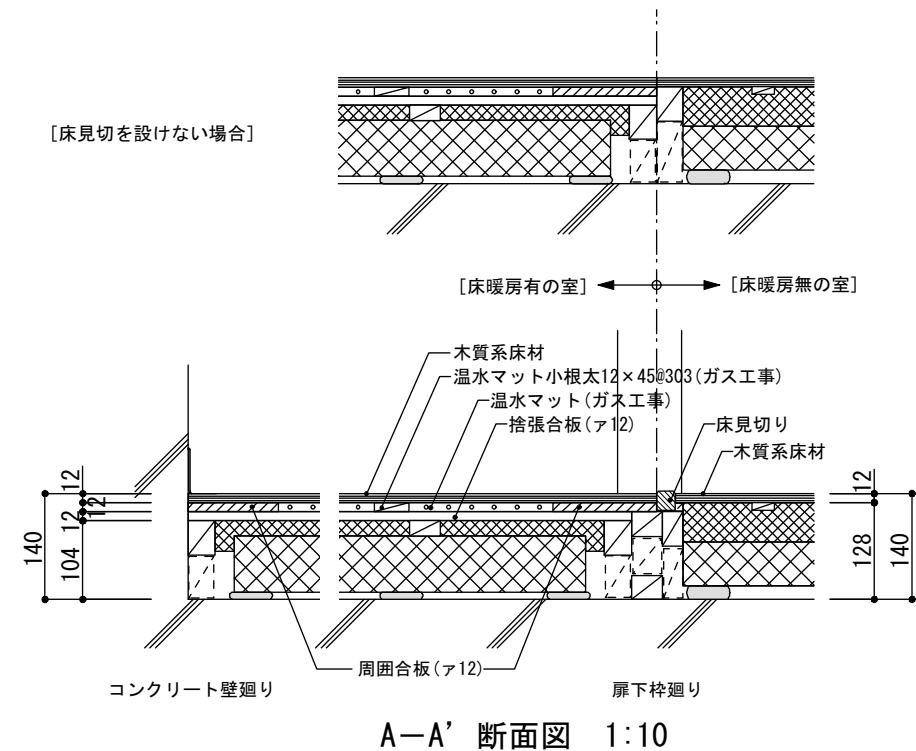 [床見切を設けない場合]
[床暖房有の室]
[床暖房無の室]
木質系床材
温水マット小根太12×45@303(ガス工事)
温水マット(ガス工事)
捨張合板(ァ12)
床見切り
木質系床材
12
12
12
104
140
12
128
140
周囲合板(ァ12)
コンクリート壁廻り
扉下枠廻り
A－A’ 断面図 1:10